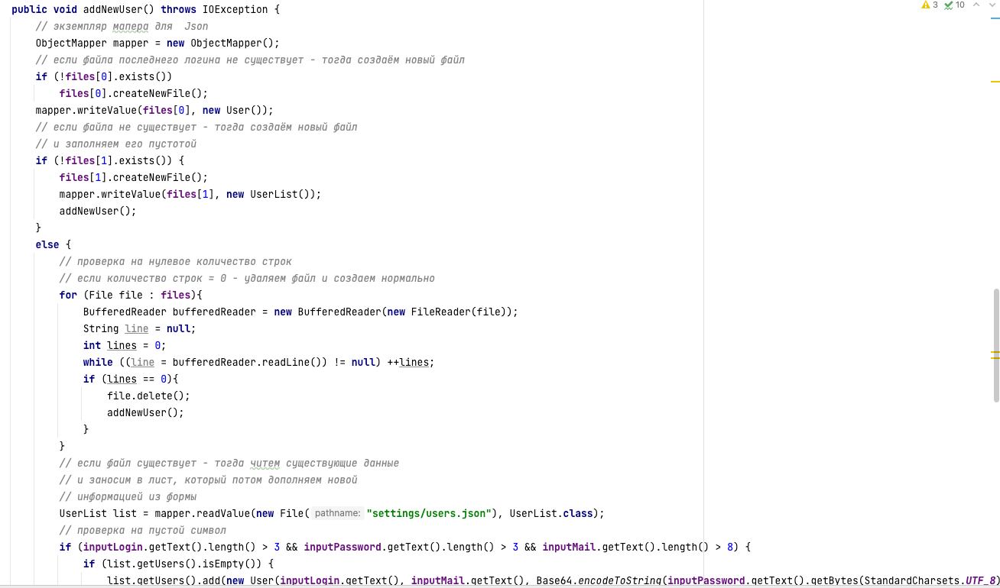 public void addNewUser() throws IOException {
3 10
// экземпляр мапера для  Json
ObjectMapper mapper = new ObjectMapper();
// если файла последнего логина не существует - тогда создаём новый файл
if (!files[0].exists())
files[0].createNewFile();
mapper.writeValue(files[0], new User());
// если файла не существует - тогда создаём новый файл
// и заполняем его пустотой
if (!files[1].exists()) {
files[1].createNewFile();
mapper.writeValue(files[1], new UserList());
addNewUser();
}
else {
// проверка на нулевое количество строк
// если количество строк = 0 - удаляем файл и создаем нормально
for (File file : files){
BufferedReader bufferedReader = new BufferedReader(new FileReader(file));
String line = null;
int lines = 0;
while ((line = bufferedReader.readLine()) != null) ++lines;
if (lines == 0){
file.delete();
addNewUser();
}
}
// если файл существует - тогда читем существующие данные
// и заносим в лист, который потом дополняем новой
// информацией из формы
UserList list = mapper.readValue(new File( pathname: "settings/users.json"), UserList.class);
// проверка на пустой символ
if (inputLogin.getText().length() > 3 && inputPassword.getText().length() > 3 && inputMail.getText().length() > 8) {
if (list.getUsers().isEmpty()) {
list.getUsers().add(new User(inputLogin.getText(), inputMail.getText(), Base64.encodeToString(inputPassword.getText().getBytes(StandardCharsets.UTF_8)